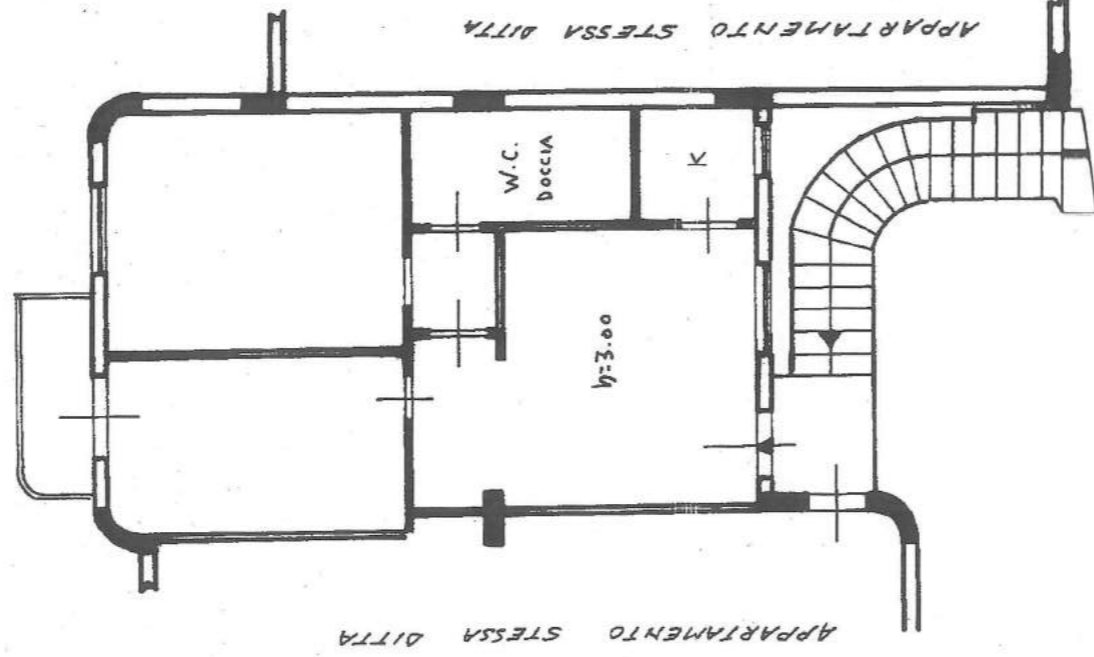 APPARTAMENTO STESSA DITTA
W.C.
DOCCIA
K
h=3.00
APPARTAMENTO STESSA DITTA